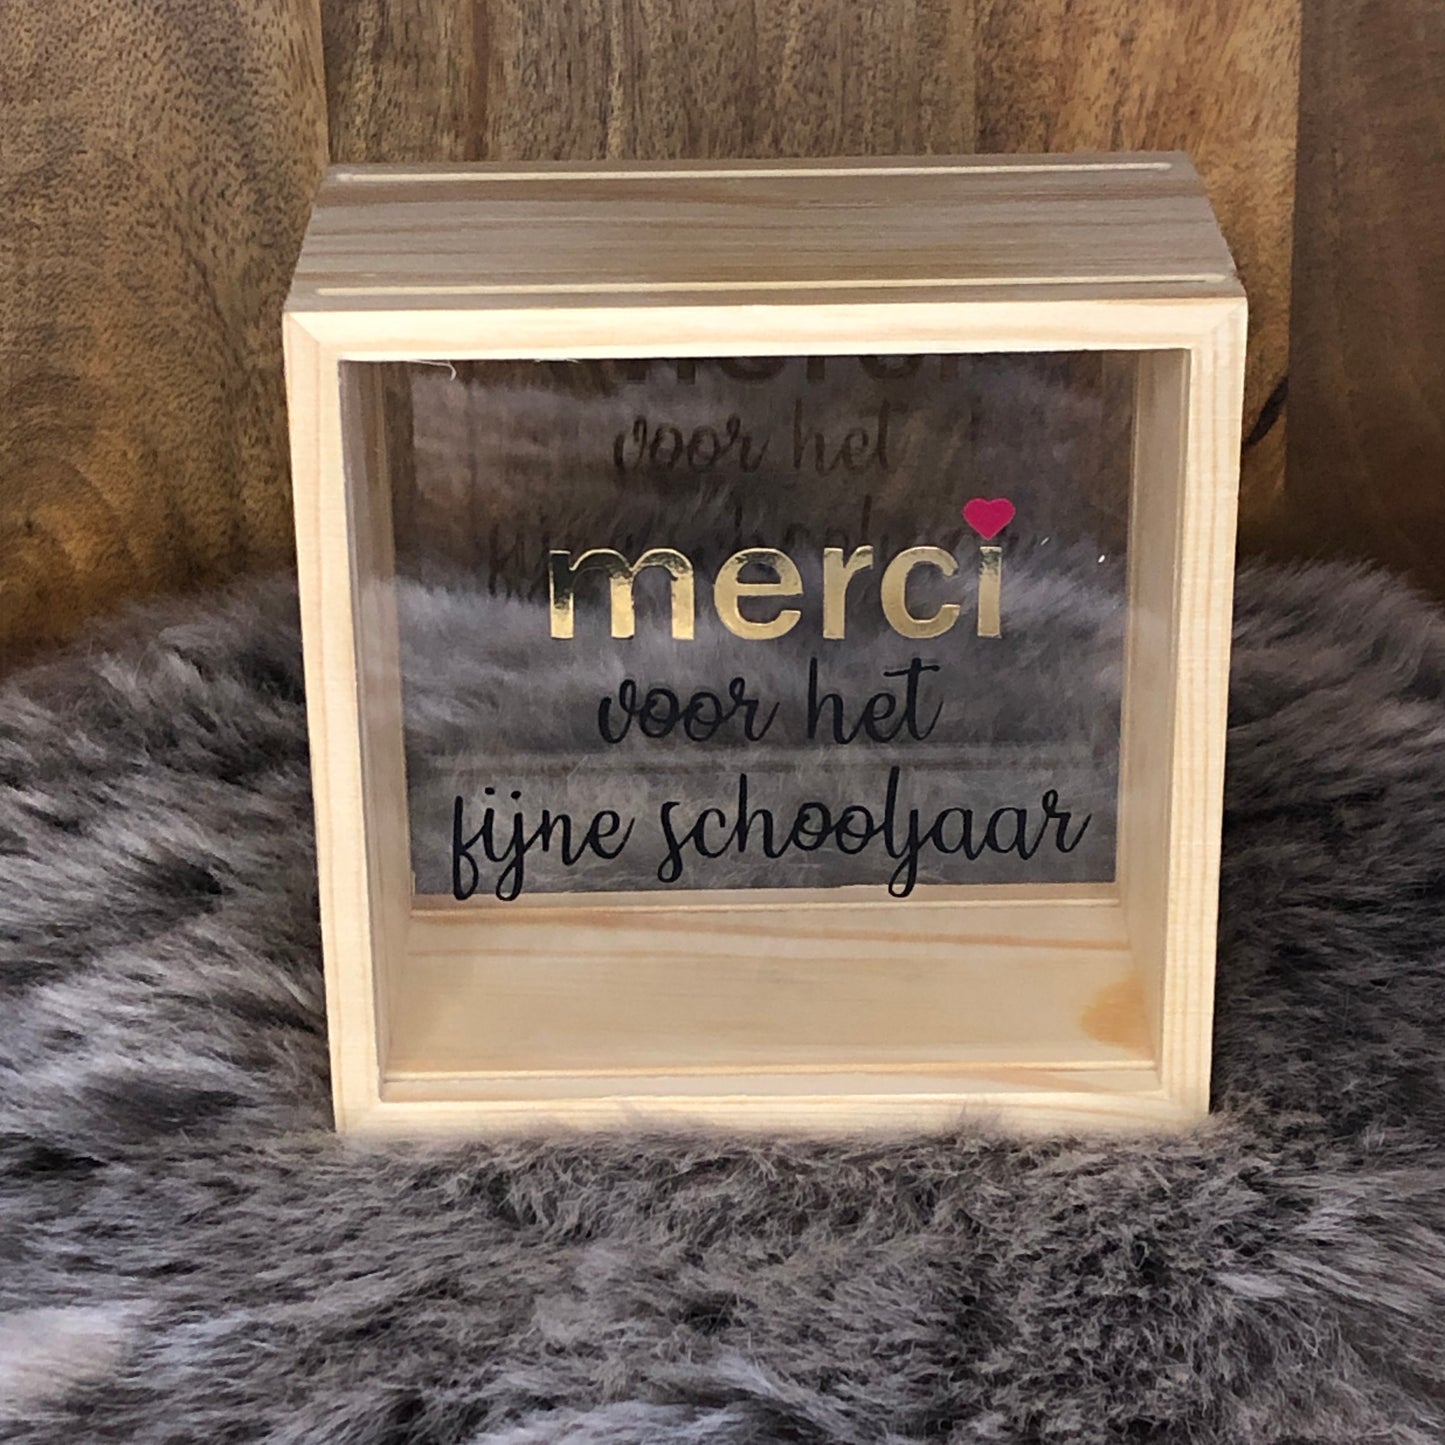 merci
voor het
fijne schooljaar